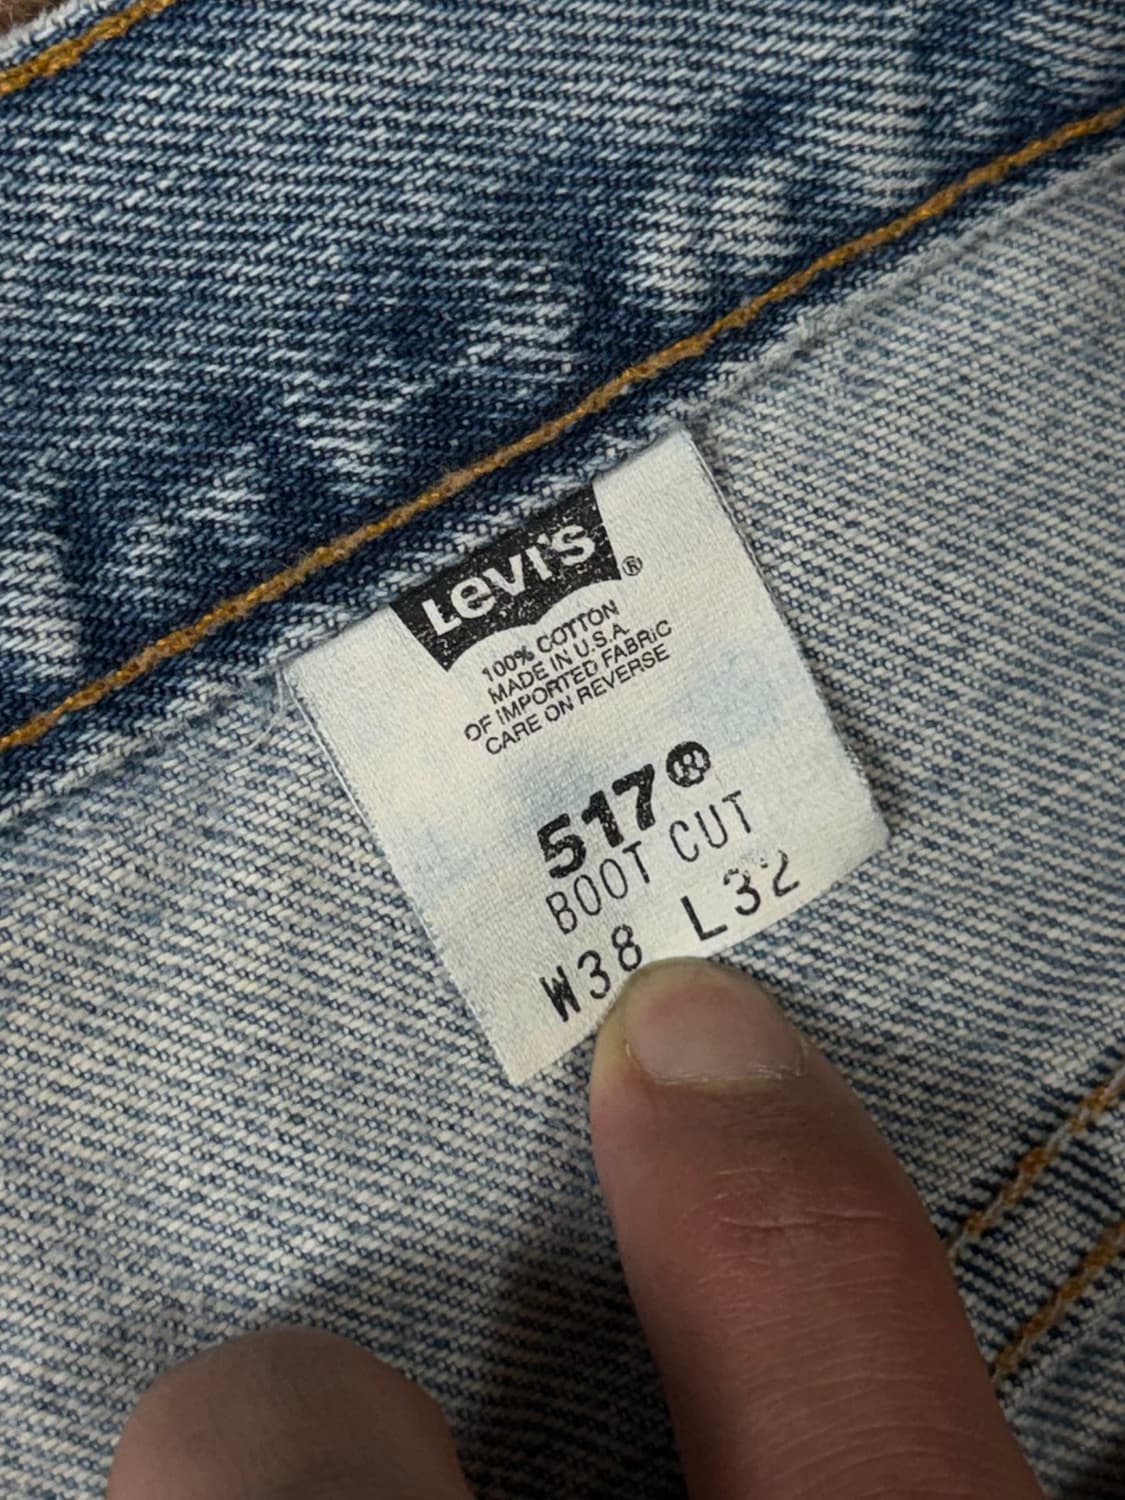 Levi's®
100% COTTON
MADE IN U.S.A.
OF IMPORTED FABRIC
CARE ON REVERSE
517®
BOOT CUT
W38 L32